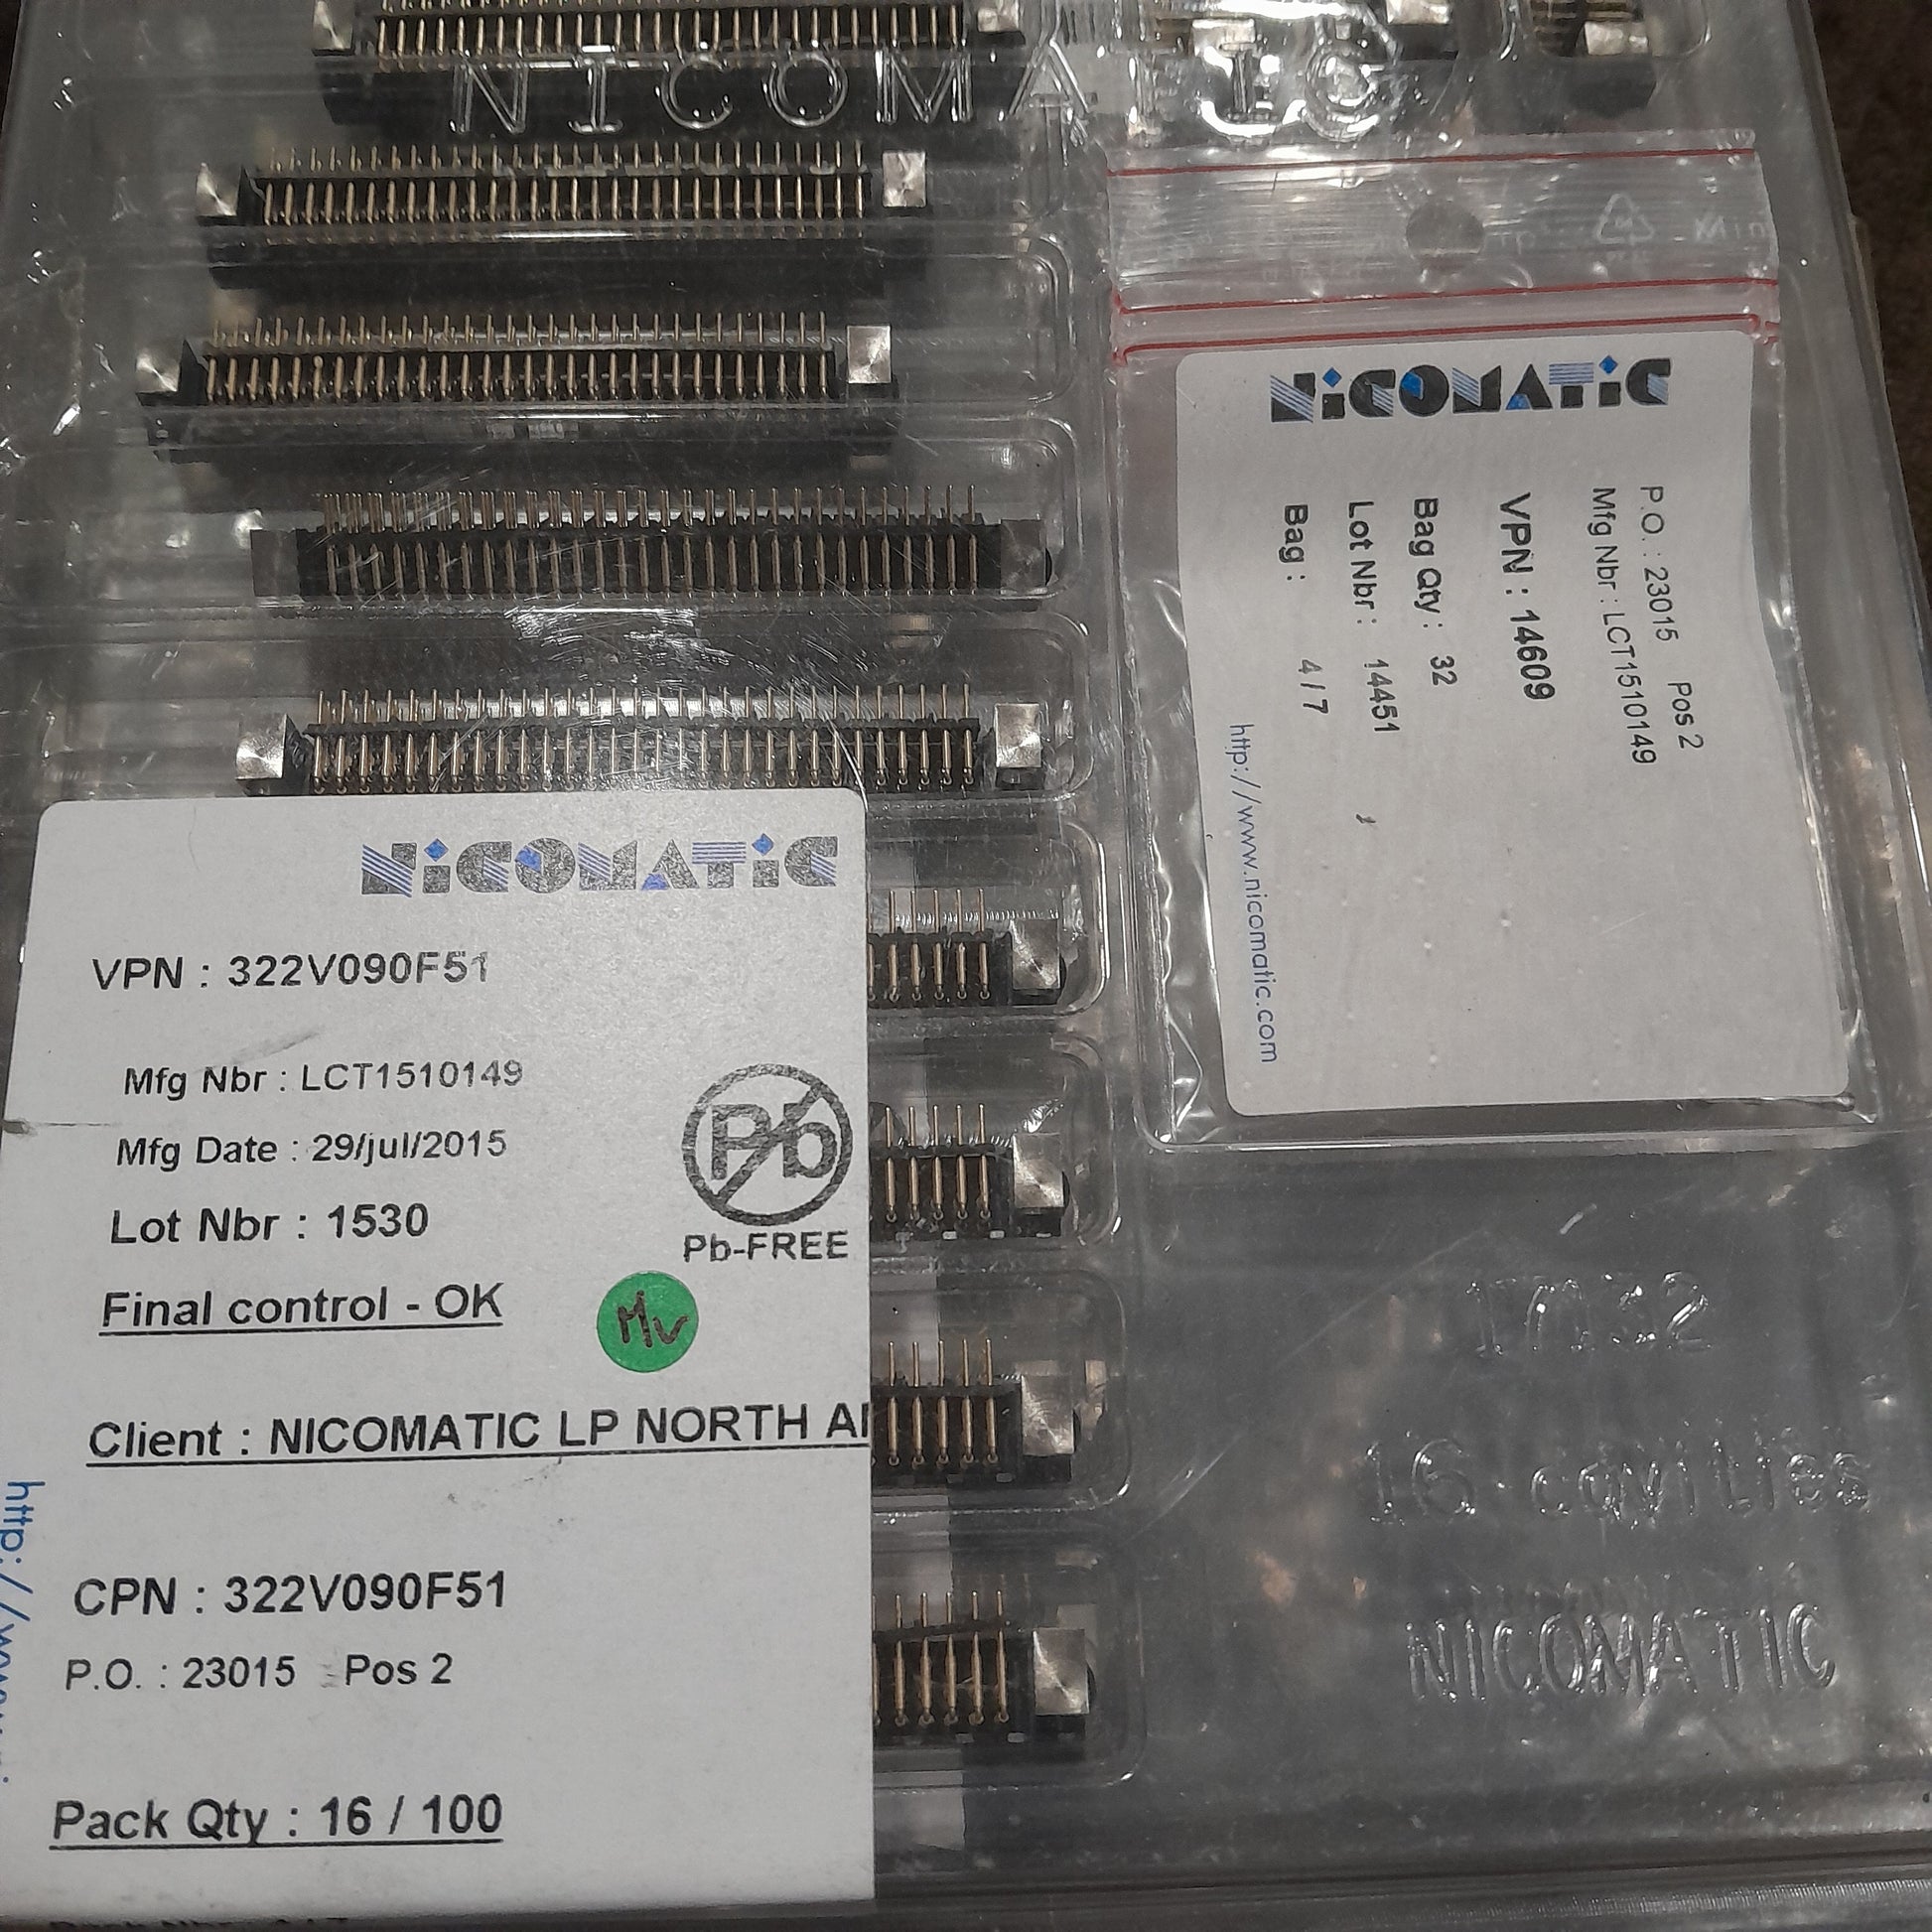 NICOMATIC
NICOMATIC
P.O. : 23015 Pos 2
Mfg Nbr : LCT1510149
VPN : 14609
Bag Qty : 32
Lot Nbr : 14451
Bag : 4 / 7
http://www.nicomatic.com
NICOMATIC
VPN : 322V090F51
Mfg Nbr : LCT1510149
Mfg Date : 29/jul/2015
Lot Nbr : 1530
Pb
Pb-FREE
Final control - OK
Mv
Client : NICOMATIC LP NORTH
CPN : 322V090F51
P.O. : 23015 Pos 2
Pack Qty : 16 / 100
16 cavities
NICOMATIC